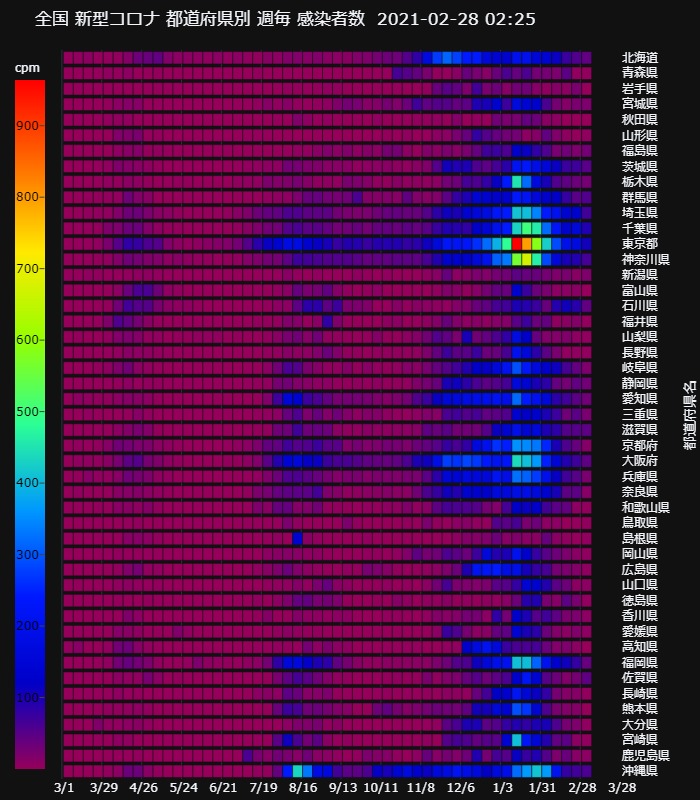 全国 新型コロナ 都道府県別 週毎 感染者数 2021-02-28 02:25
cpm
900
800
700
600
500
400
300
200
100
北海道
青森県
岩手県
宮城県
秋田県
山形県
福島県
茨城県
栃木県
群馬県
埼玉県
千葉県
東京都
神奈川県
新潟県
富山県
石川県
福井県
山梨県
長野県
岐阜県
静岡県
愛知県
三重県
滋賀県
京都府
大阪府
兵庫県
奈良県
和歌山県
鳥取県
島根県
岡山県
広島県
山口県
徳島県
香川県
愛媛県
高知県
福岡県
佐賀県
長崎県
熊本県
大分県
宮崎県
鹿児島県
沖縄県
都道府県名
3/1 3/29 4/26 5/24 6/21 7/19 8/16 9/13 10/11 11/8 12/6 1/3 1/31 2/28 3/28